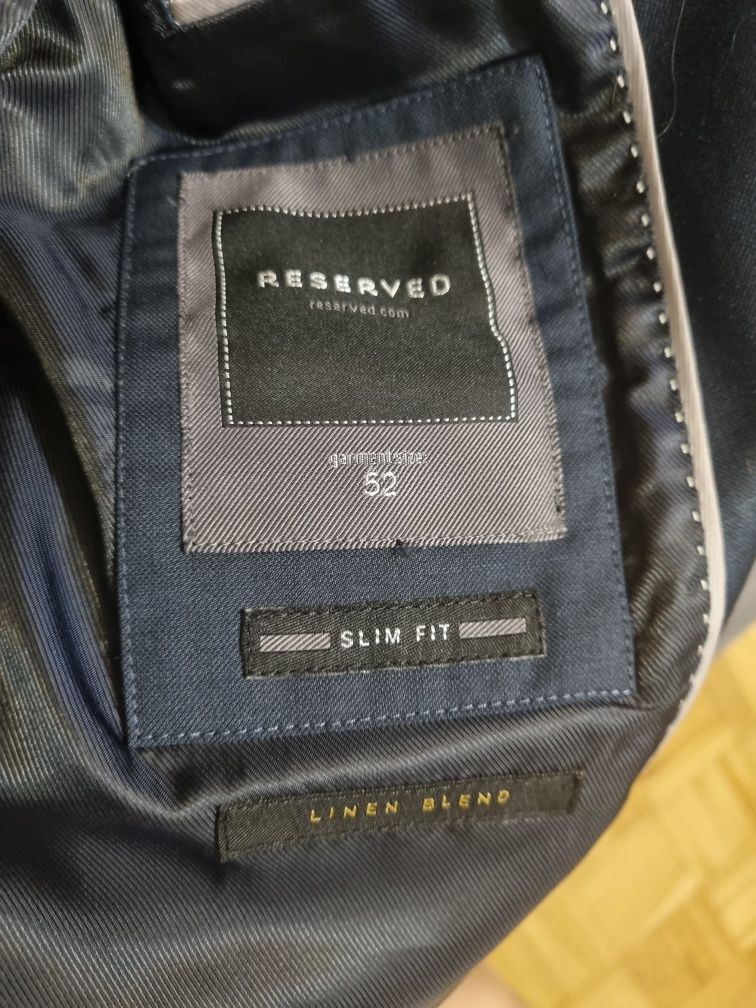 RESERVED
reserved.com
garment size:
52
SLIM FIT
LINEN BLEND